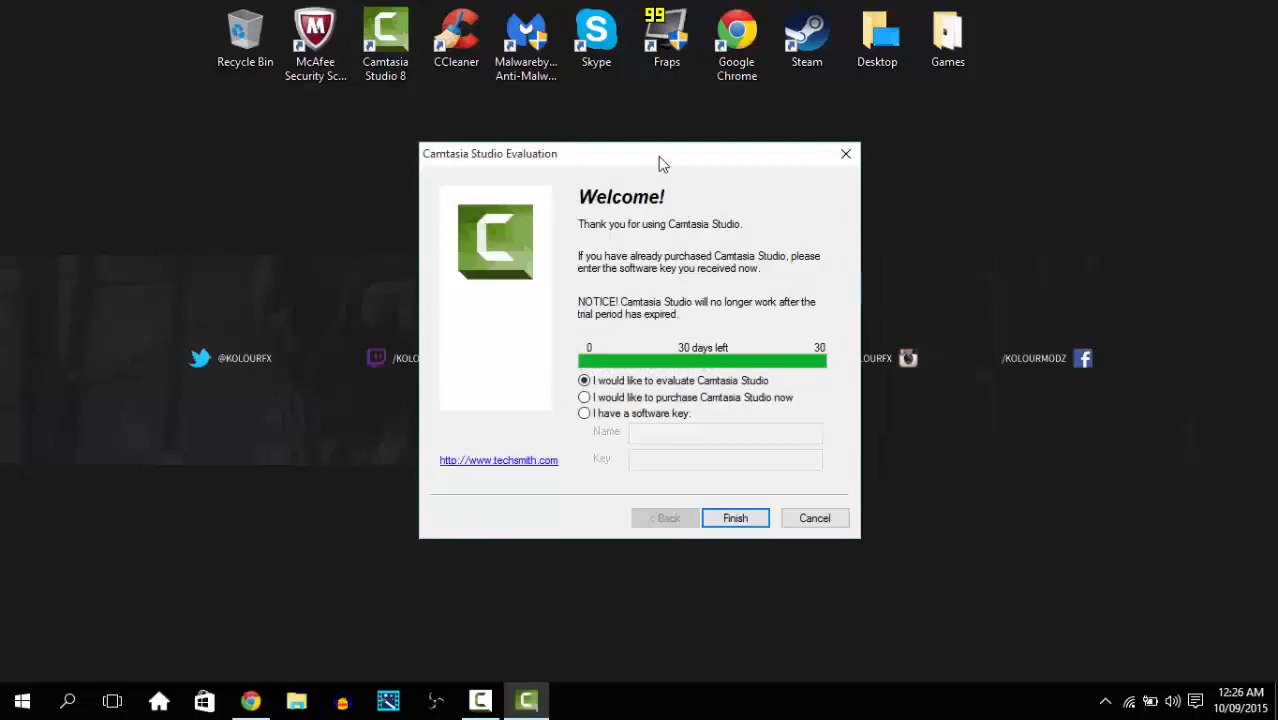 99
Recycle Bin
McAfee
Security Sc...
Camtasia
Studio 8
CCleaner
Malwareby...
Anti-Malw...
Skype
Fraps
Google
Chrome
Steam
Desktop
Games
Camtasia Studio Evaluation
Welcome!
Thank you for using Camtasia Studio.
If you have already purchased Camtasia Studio, please
enter the software key you received now.
NOTICE! Camtasia Studio will no longer work after the
trial period has expired.
0 30 days left 30
I would like to evaluate Camtasia Studio
I would like to purchase Camtasia Studio now
I have a software key:
Name:
Key:
http://www.techsmith.com
< Back Finish Cancel
@KOLOURFX
/KOLO
OURFX
/KOLOURMODZ
12:26 AM
10/09/2015